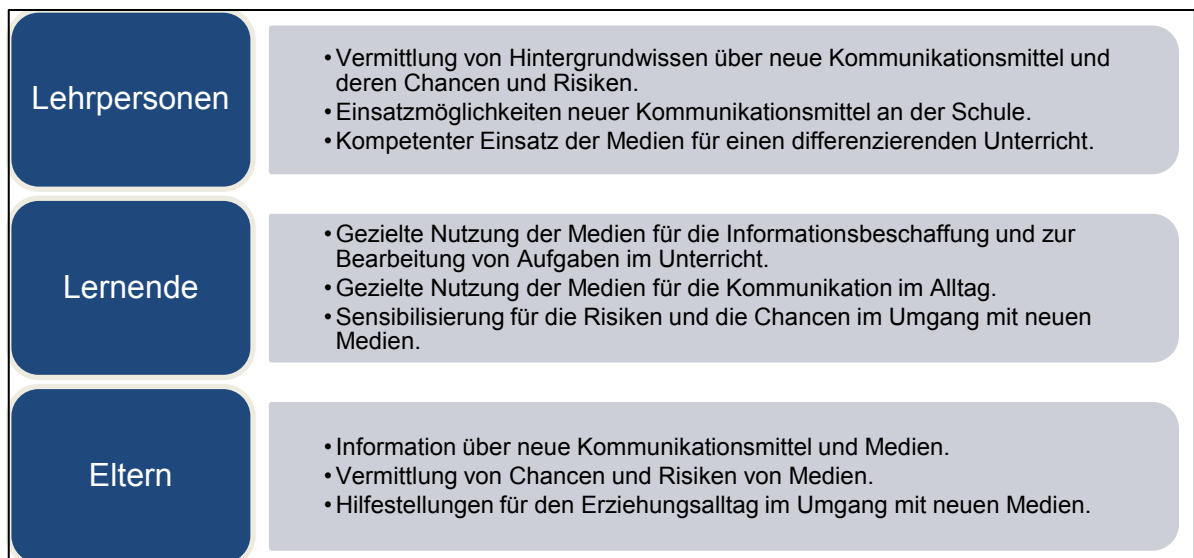 Lehrpersonen
• Vermittlung von Hintergrundwissen über neue Kommunikationsmittel und
deren Chancen und Risiken.
• Einsatzmöglichkeiten neuer Kommunikationsmittel an der Schule.
• Kompetenter Einsatz der Medien für einen differenzierenden Unterricht.
Lernende
• Gezielte Nutzung der Medien für die Informationsbeschaffung und zur
Bearbeitung von Aufgaben im Unterricht.
• Gezielte Nutzung der Medien für die Kommunikation im Alltag.
• Sensibilisierung für die Risiken und die Chancen im Umgang mit neuen
Medien.
Eltern
• Information über neue Kommunikationsmittel und Medien.
• Vermittlung von Chancen und Risiken von Medien.
• Hilfestellungen für den Erziehungsalltag im Umgang mit neuen Medien.